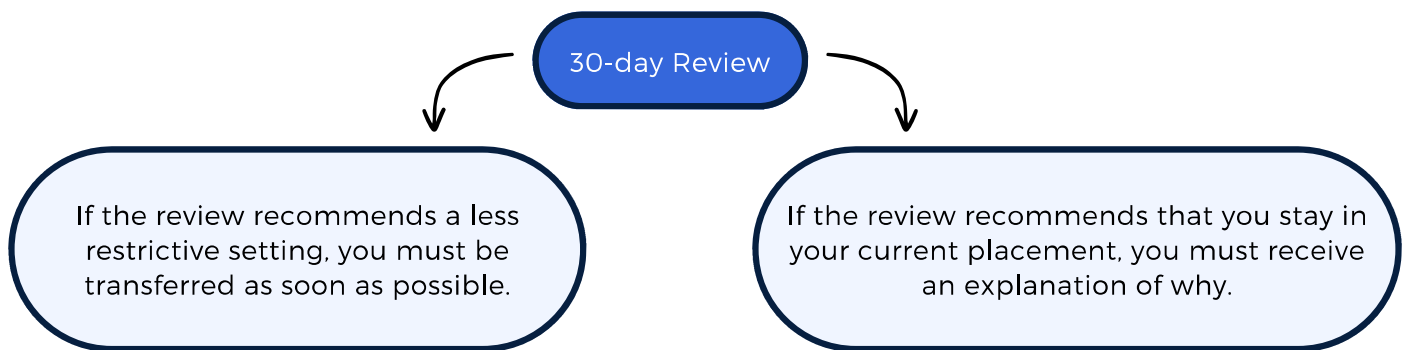 30-day Review
If the review recommends a less
restrictive setting, you must be
transferred as soon as possible.
If the review recommends that you stay in
your current placement, you must receive
an explanation of why.